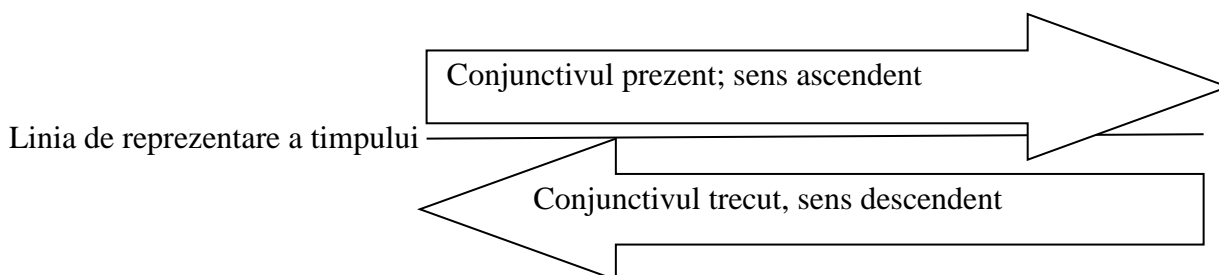 Conjunctivul prezent; sens ascendent
Linia de reprezentare a timpului
Conjunctivul trecut, sens descendent